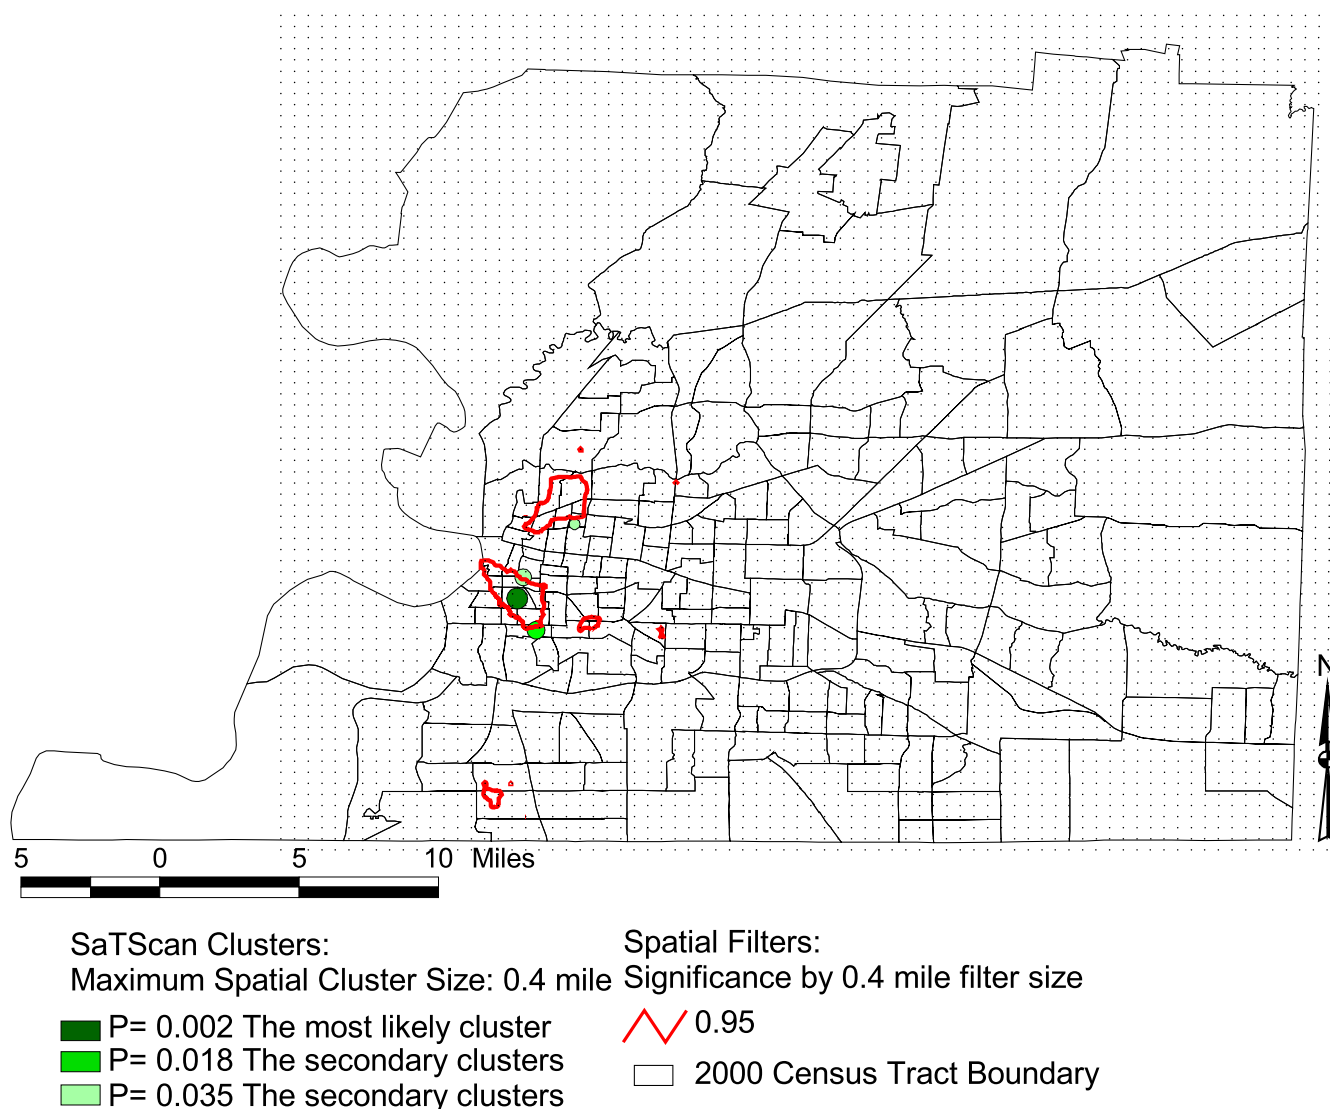 N
5 0 5 10 Miles
SaTScan Clusters:
Maximum Spatial Cluster Size: 0.4 mile
P= 0.002 The most likely cluster
P= 0.018 The secondary clusters
P= 0.035 The secondary clusters
Spatial Filters:
Significance by 0.4 mile filter size
0.95
2000 Census Tract Boundary